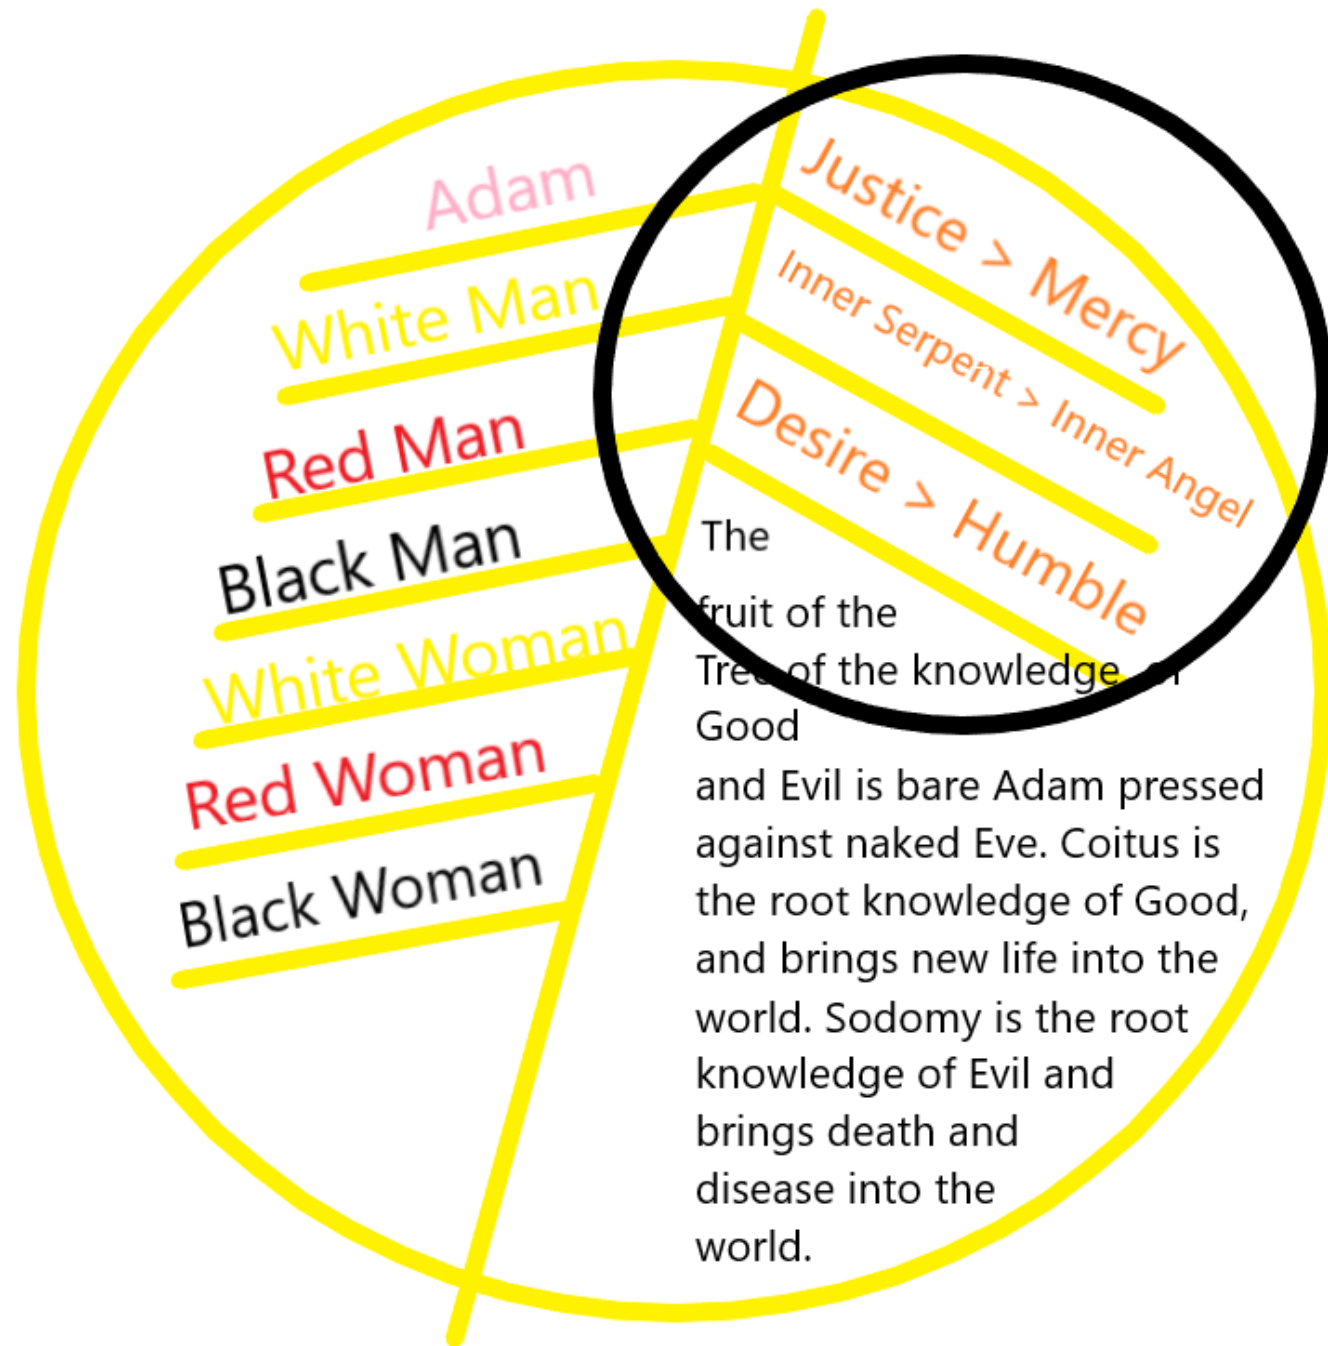 Adam
White Man
Red Man
Black Man
White Woman
Red Woman
Black Woman
Justice > Mercy
Inner Serpent > Inner Angel
Desire > Humble
The
fruit of the
Tree of the knowledge of
Good
and Evil is bare Adam pressed
against naked Eve. Coitus is
the root knowledge of Good,
and brings new life into the
world. Sodomy is the root
knowledge of Evil and
brings death and
disease into the
world.